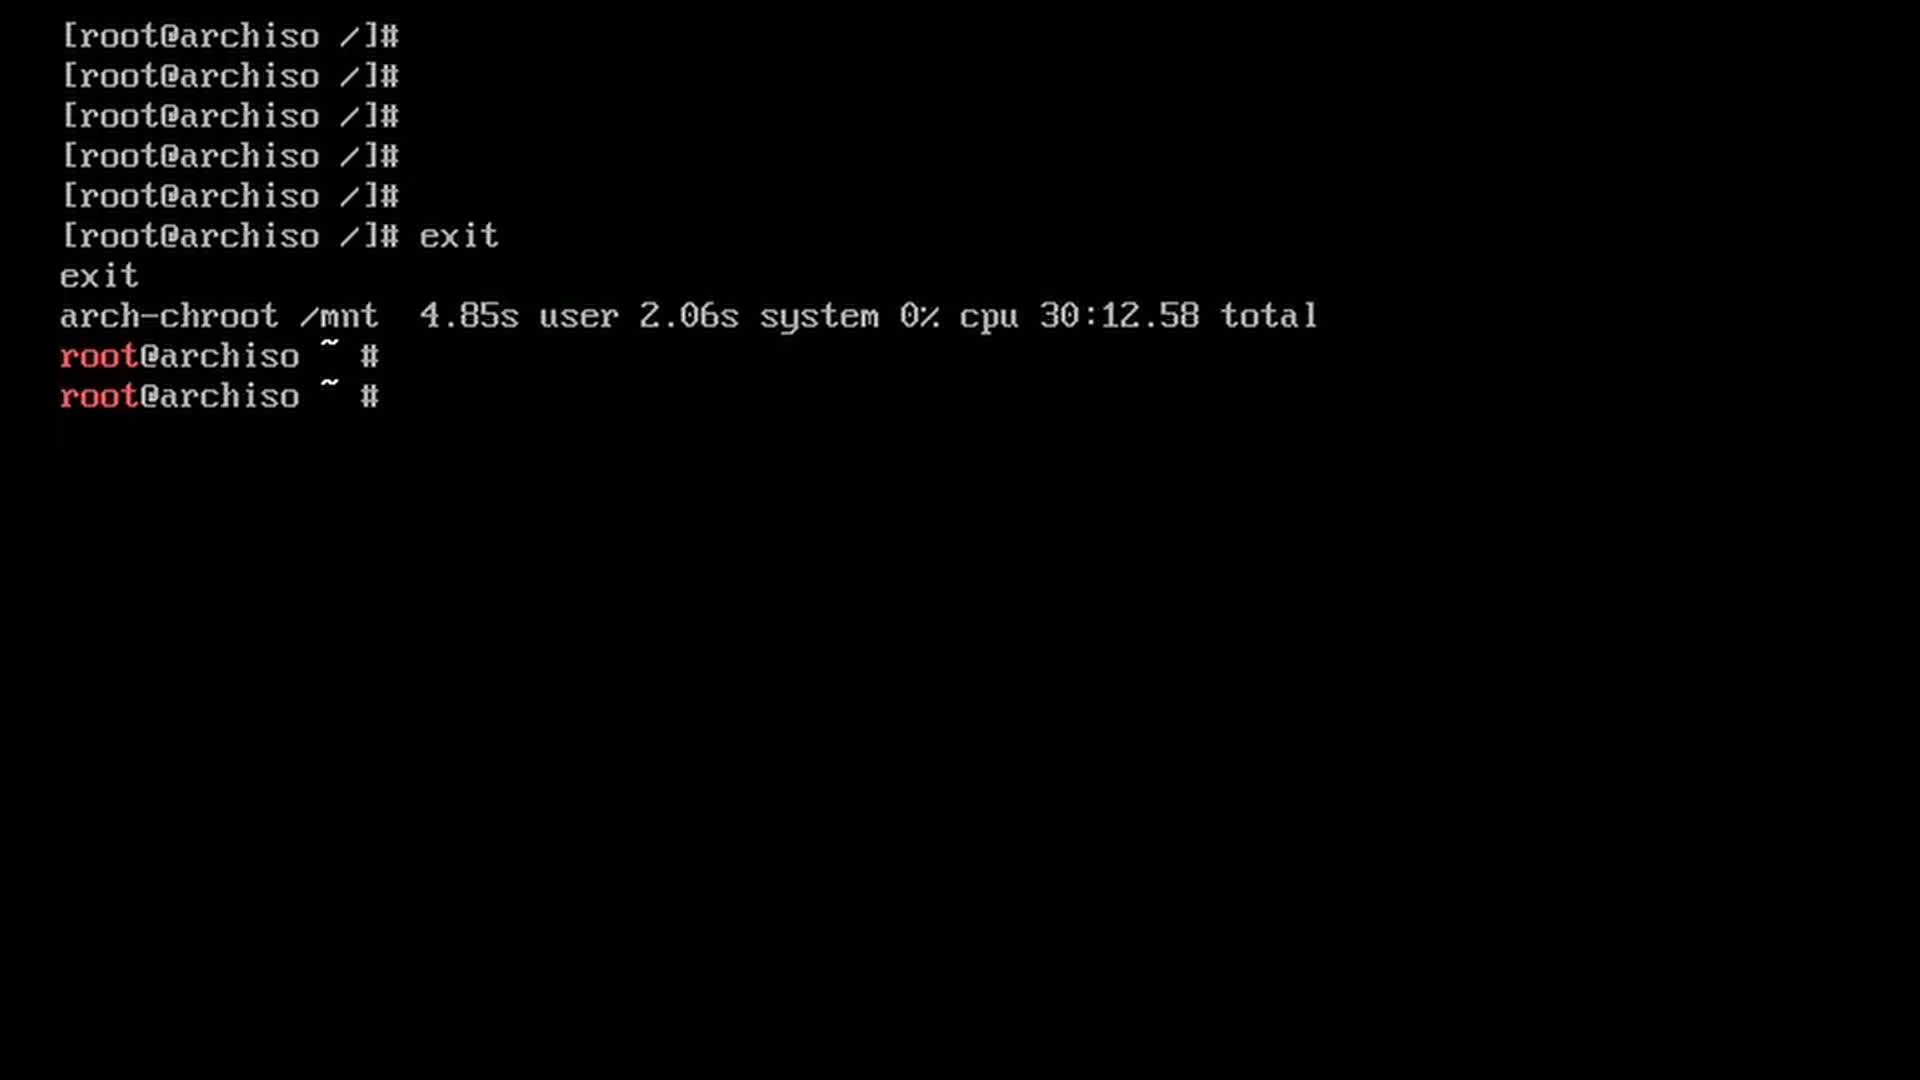 [root@archiso /]#
[root@archiso /]#
[root@archiso /]#
[root@archiso /]#
[root@archiso /]#
[root@archiso /]# exit
exit
arch-chroot /mnt  4.85s user 2.06s system 0% cpu 30:12.58 total
root@archiso ~ #
root@archiso ~ #